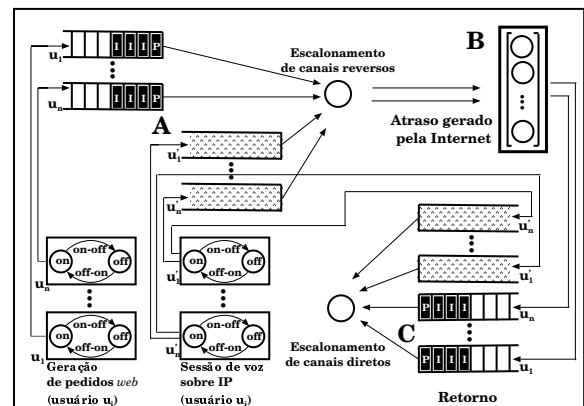 u1
I I I P
un
I I I P
Escalonamento
de canais reversos
B
Atraso gerado
pela Internet
A
u'1
u'n
u'n
u'1
on-off
on
off
off-on
un
on-off
on
off
off-on
u'1
on-off
on
off
off-on
u1
on-off
on
off
off-on
u'n
P I I I
un
C
P I I I
u1
Escalonamento
de canais diretos
Geração
de pedidos web
(usuário ui)
Sessão de voz
sobre IP
(usuário ui)
Retorno